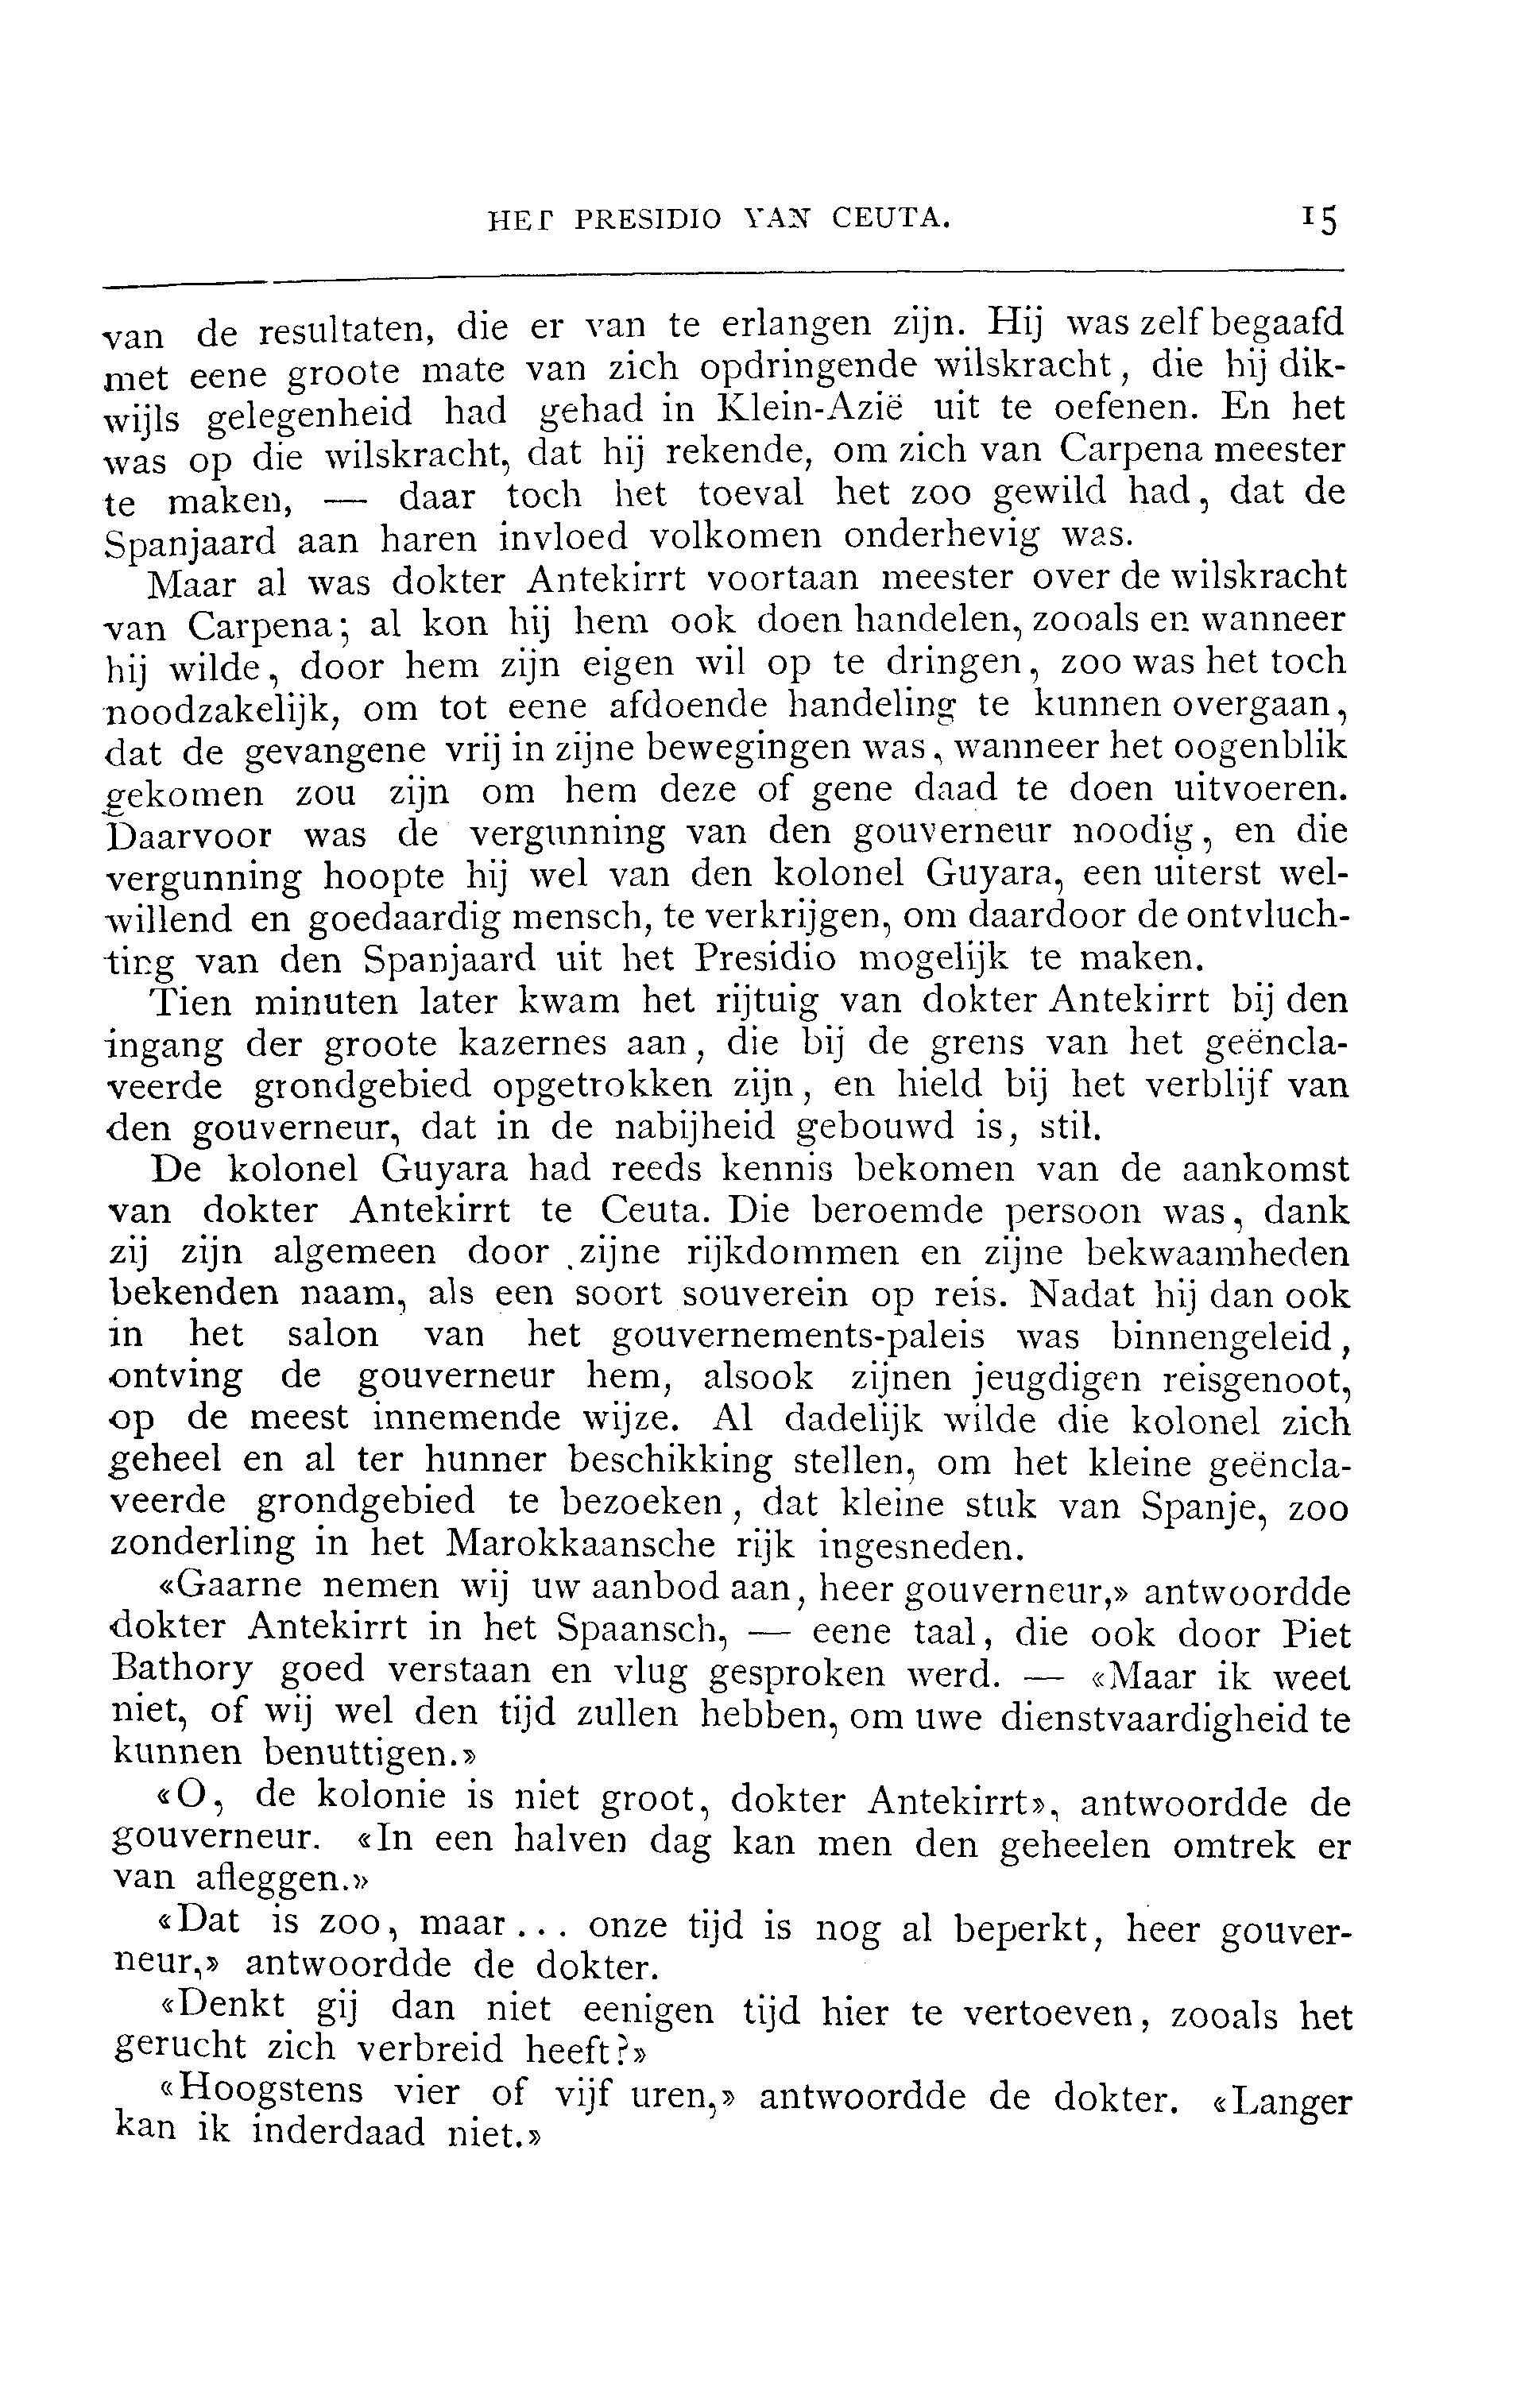 HET PRESIDIO VAN CEUTA. 15
van de resultaten, die er van te erlangen zijn. Hij was zelf begaafd
met eene groote mate van zich opdringende wilskracht, die hij dik-
wijls gelegenheid had gehad in Klein-Azië uit te oefenen. En het
was op die wilskracht, dat hij rekende, om zich van Carpena meester
te maken, — daar toch het toeval het zoo gewild had, dat de
Spanjaard aan haren invloed volkomen onderhevig was.
Maar al was dokter Antekirrt voortaan meester over de wilskracht
van Carpena; al kon hij hem ook doen handelen, zooals en wanneer
hij wilde, door hem zijn eigen wil op te dringen, zoo was het toch
noodzakelijk, om tot eene afdoende handeling te kunnen overgaan,
dat de gevangene vrij in zijne bewegingen was, wanneer het oogenblik
gekomen zou zijn om hem deze of gene daad te doen uitvoeren.
Daarvoor was de vergunning van den gouverneur noodig, en die
vergunning hoopte hij wel van den kolonel Guyara, een uiterst wel-
willend en goedaardig mensch, te verkrijgen, om daardoor de ontvluch-
ting van den Spanjaard uit het Presidio mogelijk te maken.
Tien minuten later kwam het rijtuig van dokter Antekirrt bij den
ingang der groote kazernes aan, die bij de grens van het geëncla-
veerde grondgebied opgetrokken zijn, en hield bij het verblijf van
den gouverneur, dat in de nabijheid gebouwd is, stil.
De kolonel Guyara had reeds kennis bekomen van de aankomst
van dokter Antekirrt te Ceuta. Die beroemde persoon was, dank
zij zijn algemeen door zijne rijkdommen en zijne bekwaamheden
bekenden naam, als een soort souverein op reis. Nadat hij dan ook
in het salon van het gouvernements-paleis was binnengeleid,
ontving de gouverneur hem, alsook zijnen jeugdigen reisgenoot,
op de meest innemende wijze. Al dadelijk wilde die kolonel zich
geheel en al ter hunner beschikking stellen, om het kleine geëncla-
veerde grondgebied te bezoeken, dat kleine stuk van Spanje, zoo
zonderling in het Marokkaansche rijk ingesneden.
«Gaarne nemen wij uw aanbod aan, heer gouverneur,» antwoordde
dokter Antekirrt in het Spaansch, — eene taal, die ook door Piet
Bathory goed verstaan en vlug gesproken werd. — «Maar ik weet
niet, of wij wel den tijd zullen hebben, om uwe dienstvaardigheid te
kunnen benuttigen.»
«O, de kolonie is niet groot, dokter Antekirrt», antwoordde de
gouverneur. «In een halven dag kan men den geheelen omtrek er
van afleggen.»
«Dat is zoo, maar... onze tijd is nog al beperkt, heer gouver-
neur,» antwoordde de dokter.
«Denkt gij dan niet eenigen tijd hier te vertoeven, zooals het
gerucht zich verbreid heeft?»
«Hoogstens vier of vijf uren,» antwoordde de dokter. «Langer
kan ik inderdaad niet.»